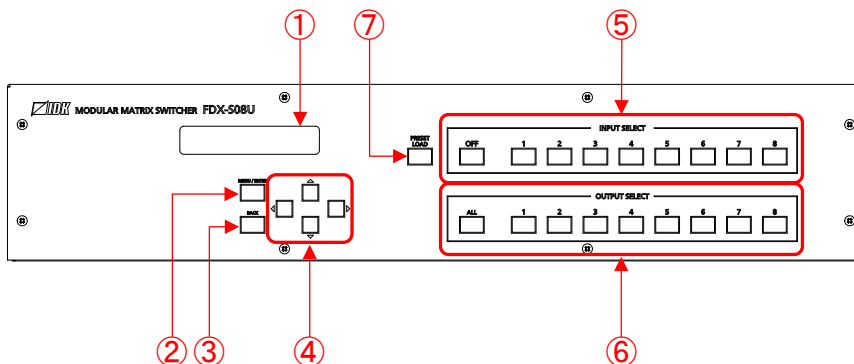 ① ⑦ ⑤
IDK MODULAR MATRIX SWITCHER FDX-S08U
INPUT SELECT
PRESET
LOAD
OFF 1 2 3 4 5 6 7 8
MENU / ENTER
OUTPUT SELECT
BACK
ALL 1 2 3 4 5 6 7 8
② ③ ④ ⑥